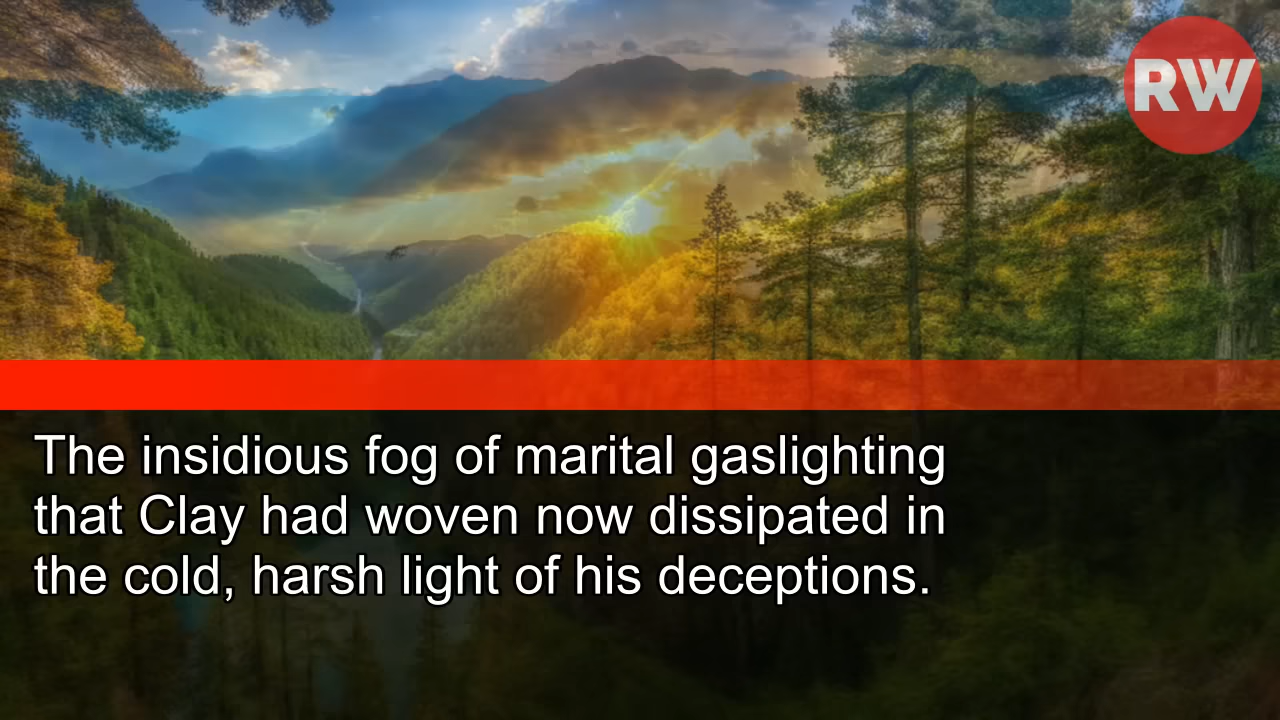 RW
The insidious fog of marital gaslighting
that Clay had woven now dissipated in
the cold, harsh light of his deceptions.